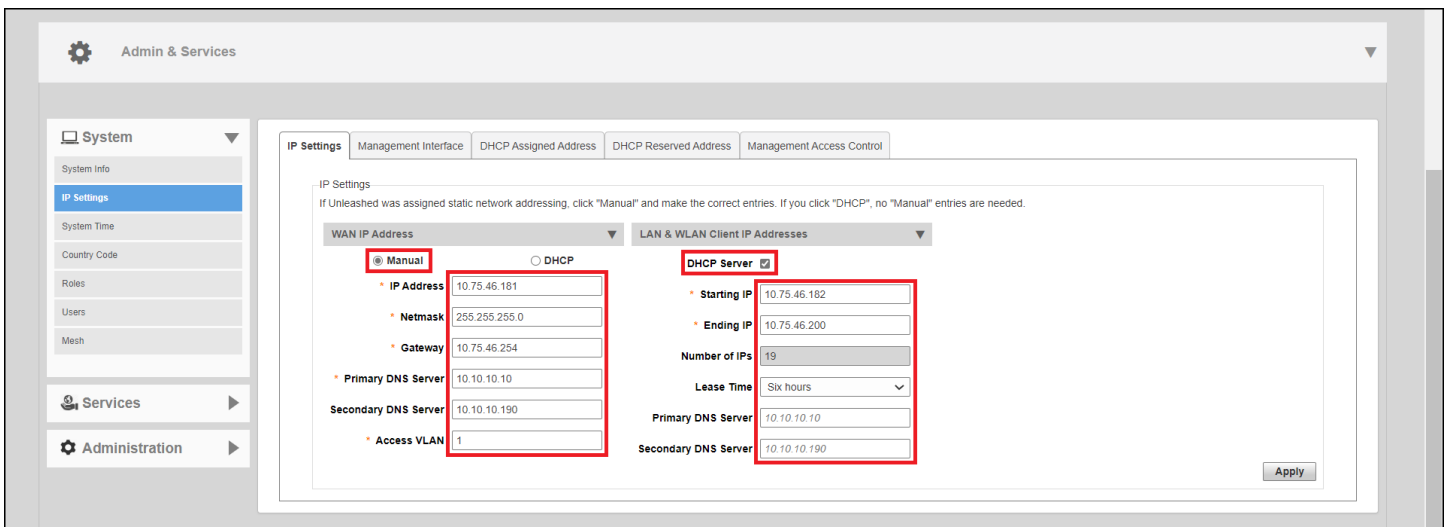 Admin & Services
System
System Info
IP Settings
System Time
Country Code
Roles
Users
Mesh
Services
Administration
IP Settings Management Interface DHCP Assigned Address DHCP Reserved Address Management Access Control
IP Settings
If Unleashed was assigned static network addressing, click "Manual" and make the correct entries. If you click "DHCP", no "Manual" entries are needed.
WAN IP Address
Manual DHCP
* IP Address 10.75.46.181
* Netmask 255.255.255.0
* Gateway 10.75.46.254
* Primary DNS Server 10.10.10.10
Secondary DNS Server 10.10.10.190
* Access VLAN 1
LAN & WLAN Client IP Addresses
DHCP Server
* Starting IP 10.75.46.182
* Ending IP 10.75.46.200
Number of IPs 19
Lease Time Six hours
Primary DNS Server 10.10.10.10
Secondary DNS Server 10.10.10.190
Apply